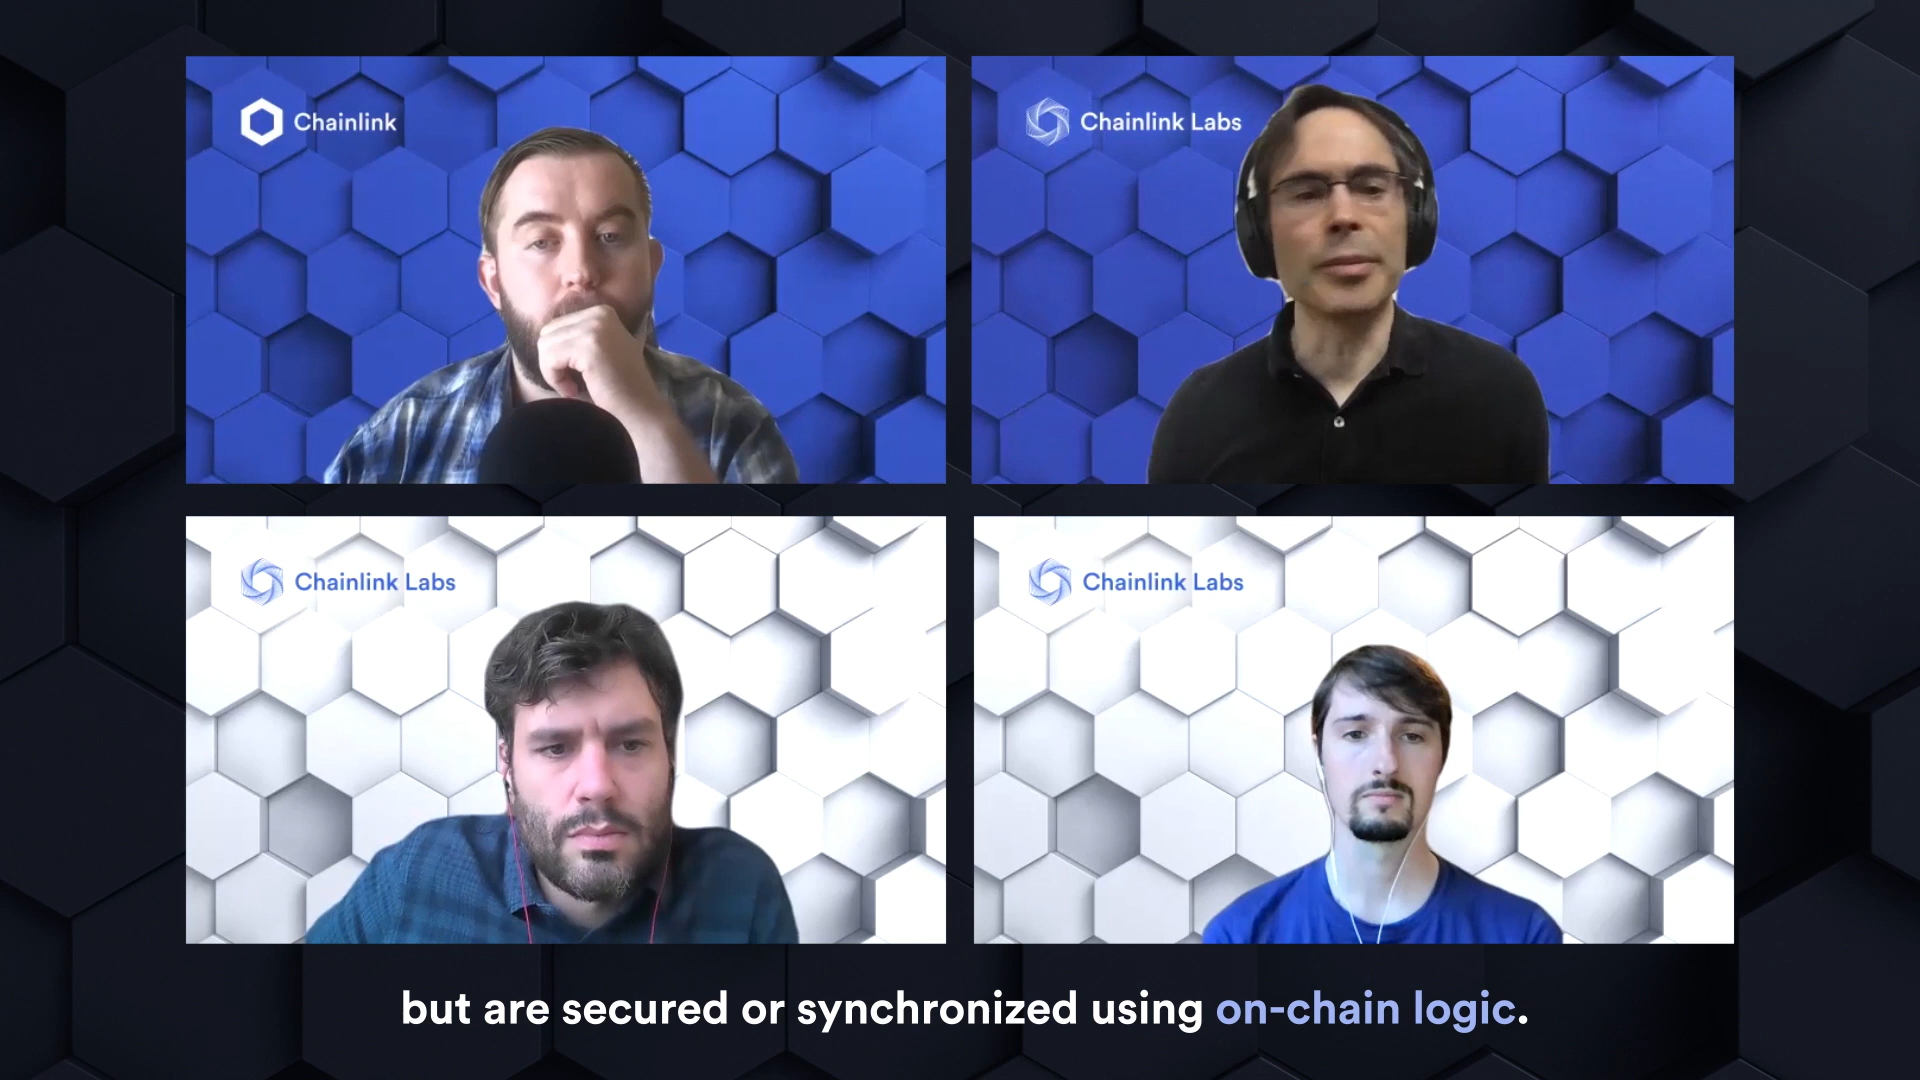 Chainlink
Chainlink Labs
Chainlink Labs
Chainlink Labs
but are secured or synchronized using on-chain logic.